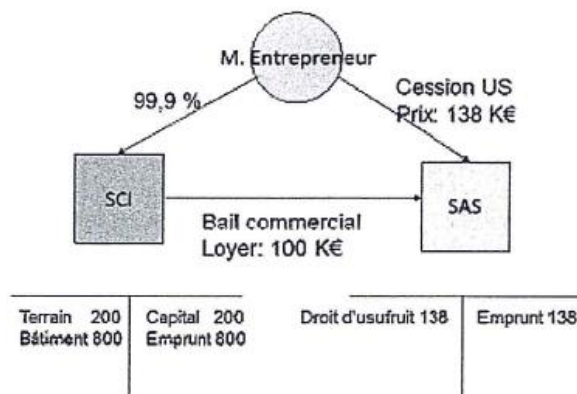 M. Entrepreneur
99,9 %
Cession US
Prix: 138 K€
SCI
SAS
Bail commercial
Loyer: 100 K€
Terrain 200
Bâtiment 800
Capital 200
Emprunt 800
Droit d'usufruit 138
Emprunt 138